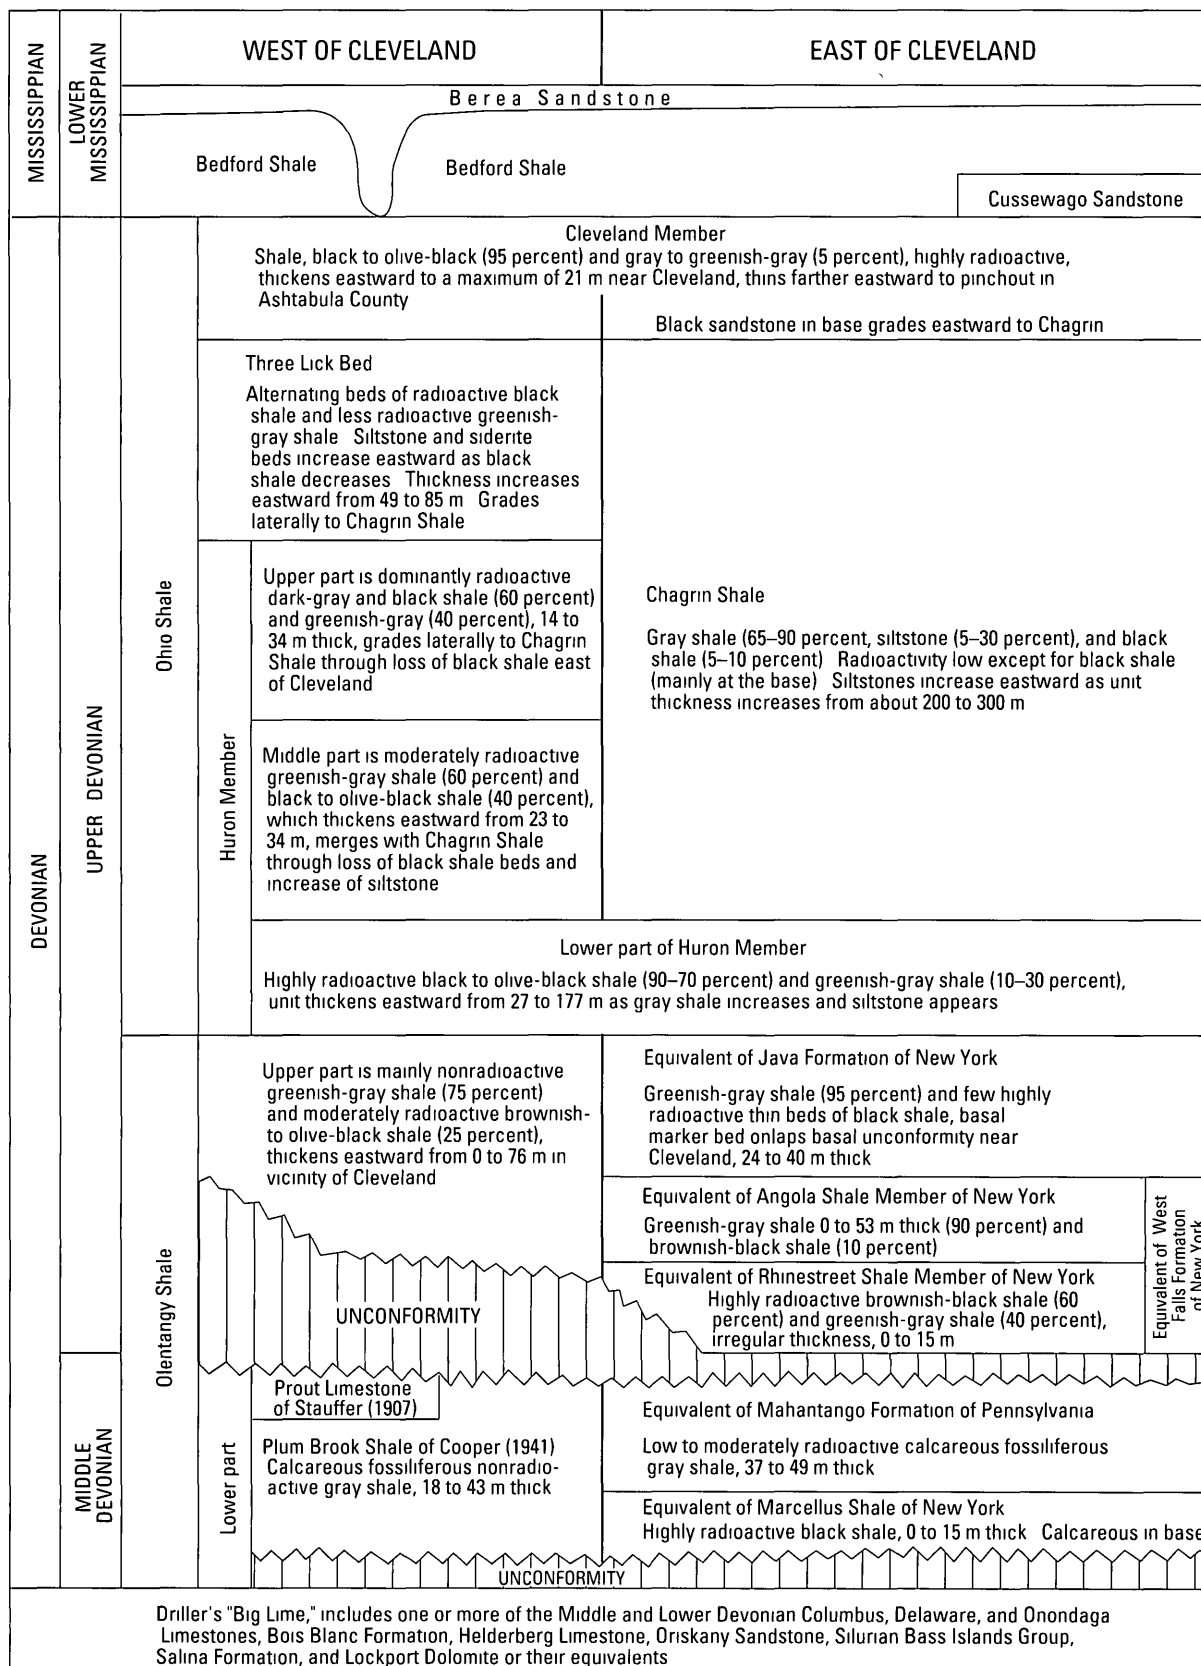 WEST OF CLEVELAND
EAST OF CLEVELAND
MISSISSIPPIAN
LOWER
MISSISSIPPIAN
Berea Sandstone
Bedford Shale
Bedford Shale
Cussewago Sandstone
DEVONIAN
UPPER DEVONIAN
Ohio Shale
Cleveland Member
Shale, black to olive-black (95 percent) and gray to greenish-gray (5 percent), highly radioactive,
thickens eastward to a maximum of 21 m near Cleveland, thins farther eastward to pinchout in
Ashtabula County
Black sandstone in base grades eastward to Chagrin
Three Lick Bed
Alternating beds of radioactive black
shale and less radioactive greenish-
gray shale Siltstone and siderite
beds increase eastward as black
shale decreases Thickness increases
eastward from 49 to 85 m Grades
laterally to Chagrin Shale
Huron Member
Upper part is dominantly radioactive
dark-gray and black shale (60 percent)
and greenish-gray (40 percent), 14 to
34 m thick, grades laterally to Chagrin
Shale through loss of black shale east
of Cleveland
Middle part is moderately radioactive
greenish-gray shale (60 percent) and
black to olive-black shale (40 percent),
which thickens eastward from 23 to
34 m, merges with Chagrin Shale
through loss of black shale beds and
increase of siltstone
Chagrin Shale
Gray shale (65–90 percent, siltstone (5–30 percent), and black
shale (5–10 percent) Radioactivity low except for black shale
(mainly at the base) Siltstones increase eastward as unit
thickness increases from about 200 to 300 m
Lower part of Huron Member
Highly radioactive black to olive-black shale (90–70 percent) and greenish-gray shale (10–30 percent),
unit thickens eastward from 27 to 177 m as gray shale increases and siltstone appears
Olentangy Shale
Upper part is mainly nonradioactive
greenish-gray shale (75 percent)
and moderately radioactive brownish-
to olive-black shale (25 percent),
thickens eastward from 0 to 76 m in
vicinity of Cleveland
Equivalent of Java Formation of New York
Greenish-gray shale (95 percent) and few highly
radioactive thin beds of black shale, basal
marker bed onlaps basal unconformity near
Cleveland, 24 to 40 m thick
Equivalent of Angola Shale Member of New York
Greenish-gray shale 0 to 53 m thick (90 percent) and
brownish-black shale (10 percent)
Equivalent of Rhinestreet Shale Member of New York
Highly radioactive brownish-black shale (60
percent) and greenish-gray shale (40 percent),
irregular thickness, 0 to 15 m
Equivalent of West
Falls Formation
of New York
UNCONFORMITY
MIDDLE
DEVONIAN
Lower part
Prout Limestone
of Stauffer (1907)
Plum Brook Shale of Cooper (1941)
Calcareous fossiliferous nonradio-
active gray shale, 18 to 43 m thick
Equivalent of Mahantango Formation of Pennsylvania
Low to moderately radioactive calcareous fossiliferous
gray shale, 37 to 49 m thick
Equivalent of Marcellus Shale of New York
Highly radioactive black shale, 0 to 15 m thick Calcareous in base
UNCONFORMITY
Driller's "Big Lime," includes one or more of the Middle and Lower Devonian Columbus, Delaware, and Onondaga
Limestones, Bois Blanc Formation, Helderberg Limestone, Oriskany Sandstone, Silurian Bass Islands Group,
Salina Formation, and Lockport Dolomite or their equivalents